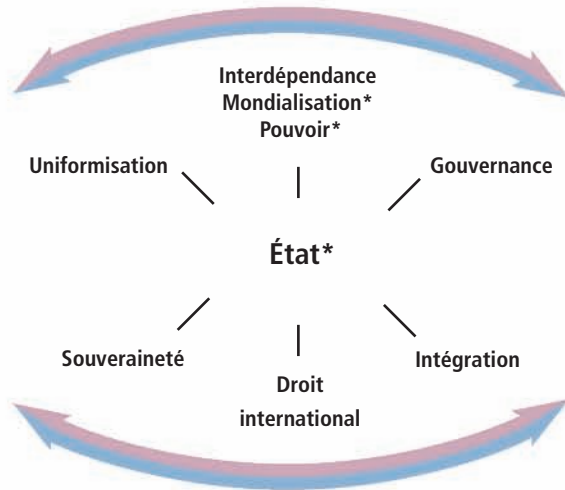 Interdépendance
Mondialisation*
Pouvoir*
Uniformisation
Gouvernance
État*
Souveraineté
Intégration
Droit
international